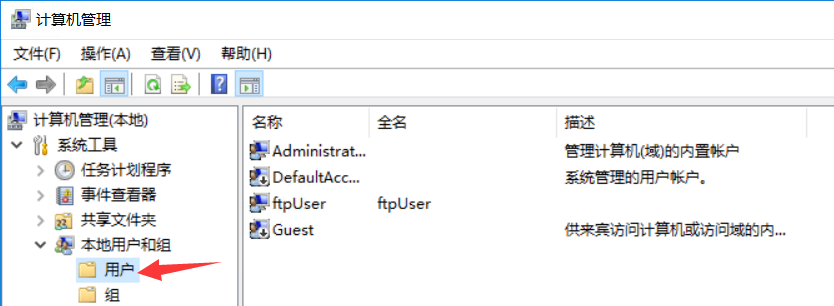 计算机管理
文件(F) 操作(A) 查看(V) 帮助(H)
计算机管理(本地)
系统工具
任务计划程序
事件查看器
共享文件夹
本地用户和组
用户
组
名称 全名 描述
Administrat... 管理计算机(域)的内置帐户
DefaultAcc... 系统管理的用户帐户。
ftpUser ftpUser
Guest 供来宾访问计算机或访问域的内...